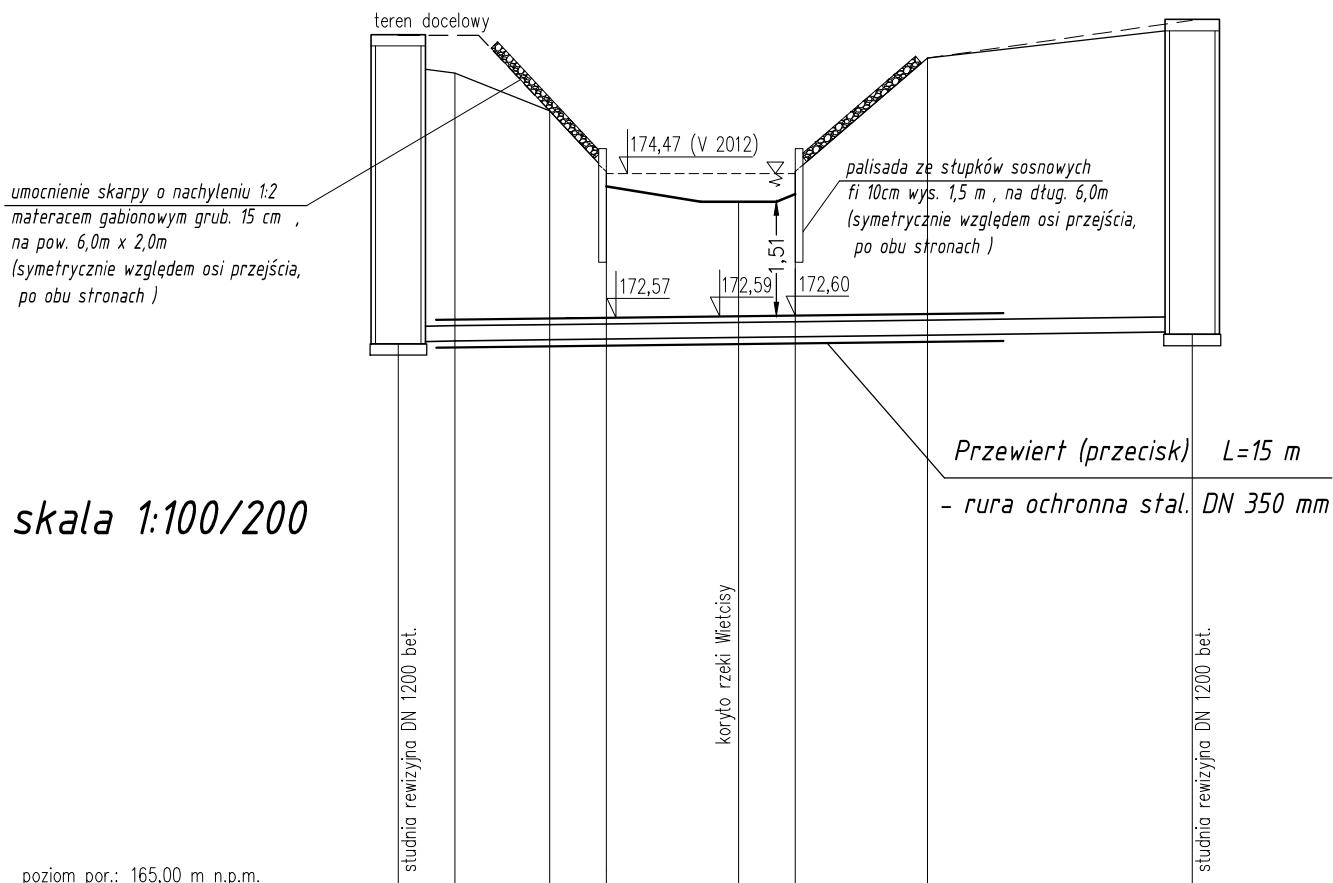 teren docelowy
174,47 (V 2012)
umocnienie skarpy o nachyleniu 1:2
materacem gabionowym grub. 15 cm ,
na pow. 6,0m x 2,0m
(symetrycznie względem osi przejścia,
po obu stronach )
palisada ze słupków sosnowych
fi 10cm wys. 1,5 m , na dług. 6,0m
(symetrycznie względem osi przejścia,
po obu stronach )
1,51
172,57
172,59
172,60
Przewiert (przecisk) L=15 m
- rura ochronna stal. DN 350 mm
skala 1:100/200
studnia rewizyjna DN 1200 bet.
koryto rzeki Wietcisy
studnia rewizyjna DN 1200 bet.
poziom por.: 165,00 m n.p.m.